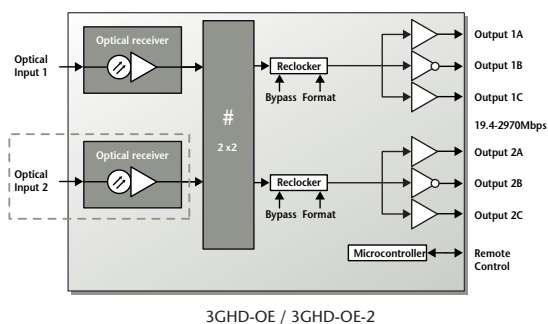 Optical receiver
Optical
Input 1
Reclocker
Bypass Format
Output 1A
Output 1B
Output 1C
19.4-2970Mbps
#
2 x2
Optical receiver
Optical
Input 2
Reclocker
Bypass Format
Output 2A
Output 2B
Output 2C
Microcontroller
Remote
Control
3GHD-OE / 3GHD-OE-2